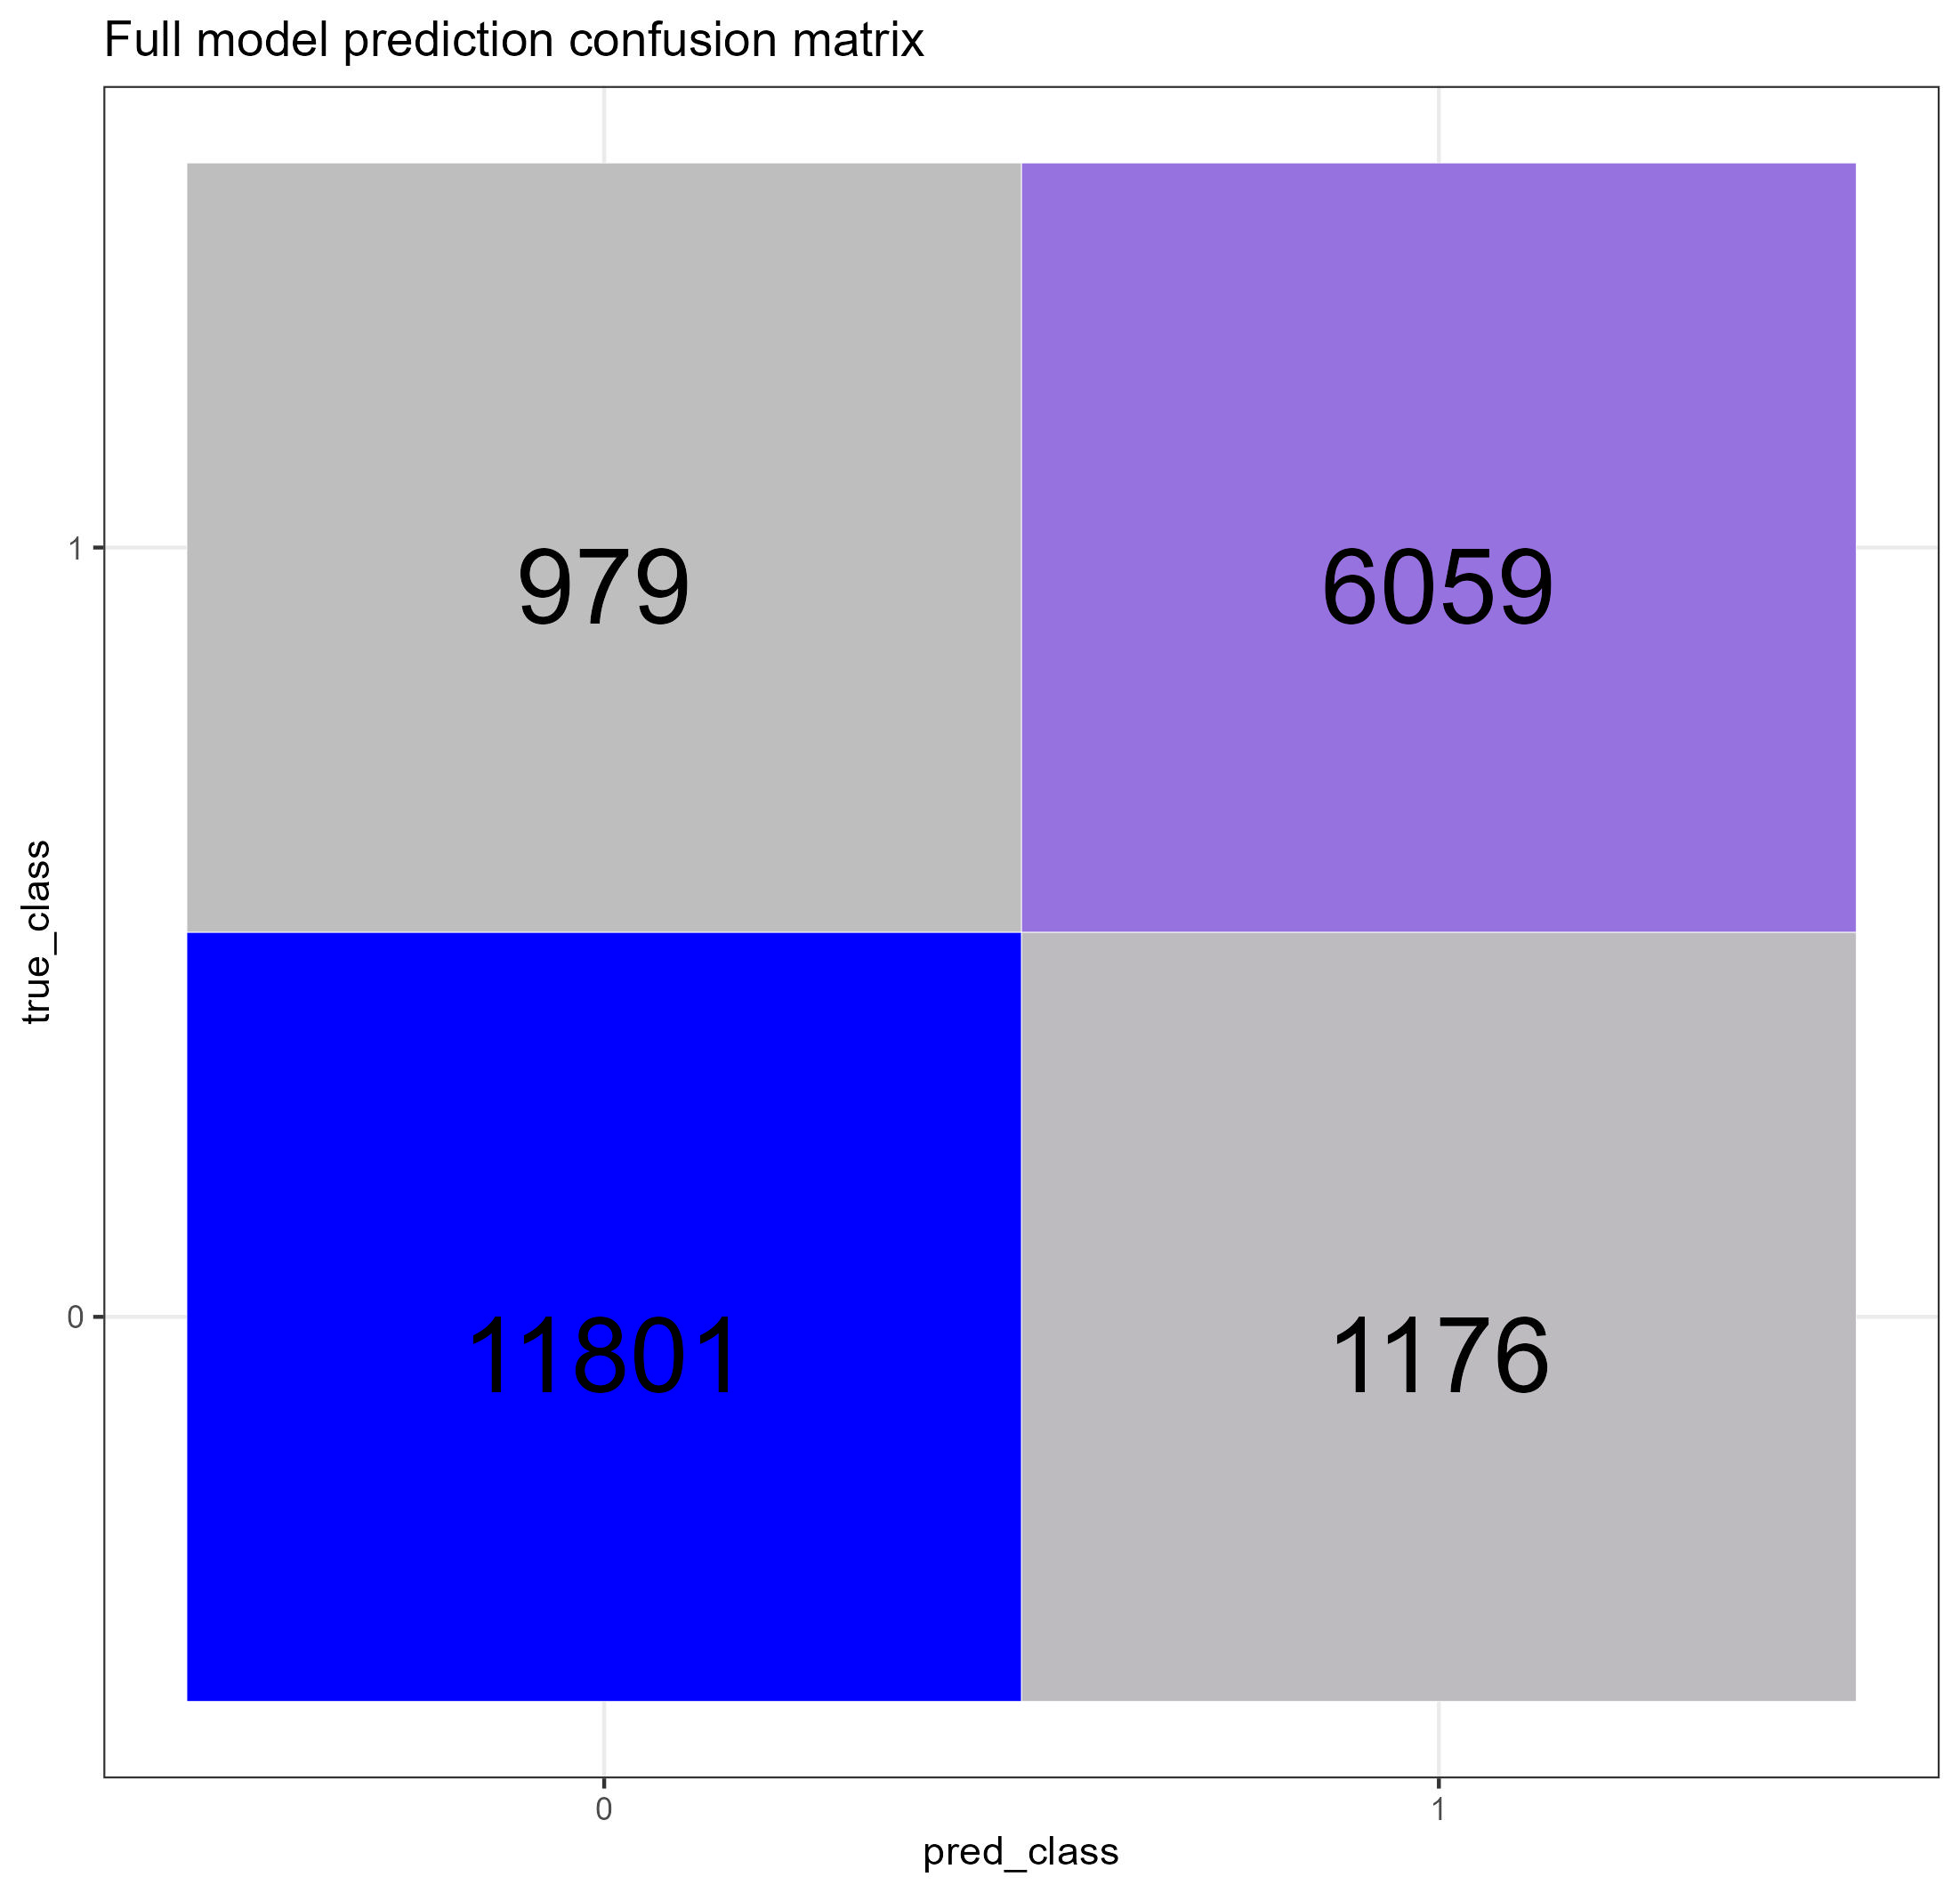 Full model prediction confusion matrix
979
6059
1
true_class
11801
1176
0
0
1
pred_class